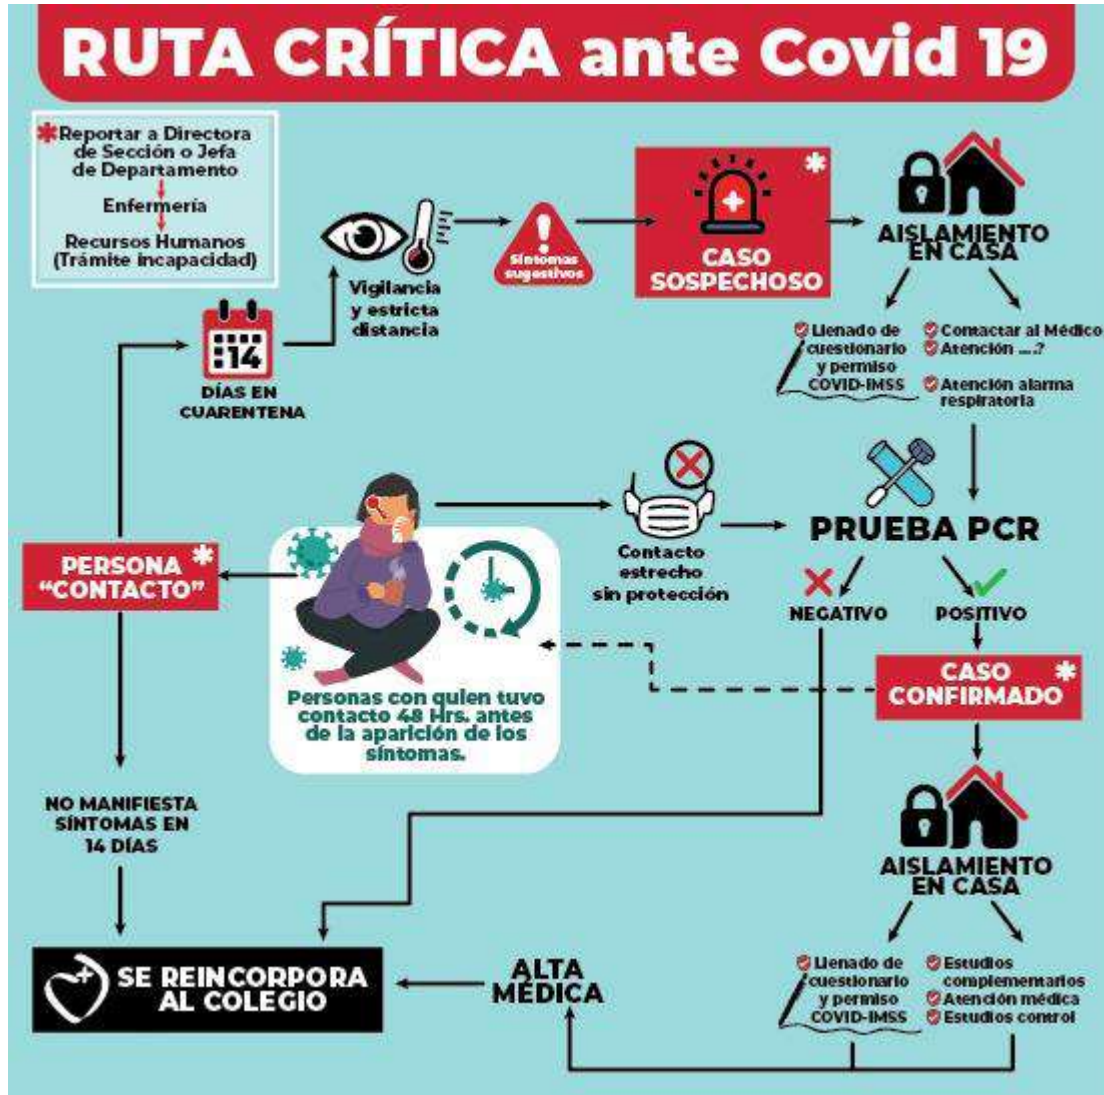 RUTA CRÍTICA ante Covid 19
*Reportar a Directora
de Sección o Jefa
de Departamento
Enfermería
Recursos Humanos
(Trámite incapacidad)
14
DÍAS EN
CUARENTENA
Vigilancia
y estricta
distancia
!
Síntomas
sugestivos
*
CASO
SOSPECHOSO
AISLAMIENTO
EN CASA
Llenado de
cuestionario
y permiso
COVID-IMSS
Contactar al Médico
Atención ....?
Atención alarma
respiratoria
PERSONA *
“CONTACTO”
Personas con quien tuvo
contacto 48 Hrs. antes
de la aparición de los
síntomas.
Contacto
estrecho
sin protección
PRUEBA PCR
NEGATIVO
POSITIVO
CASO *
CONFIRMADO
NO MANIFIESTA
SÍNTOMAS EN
14 DÍAS
AISLAMIENTO
EN CASA
Llenado de
cuestionario
y permiso
COVID-IMSS
Estudios
complementarios
Atención médica
Estudios control
ALTA
MÉDICA
SE REINCORPORA
AL COLEGIO